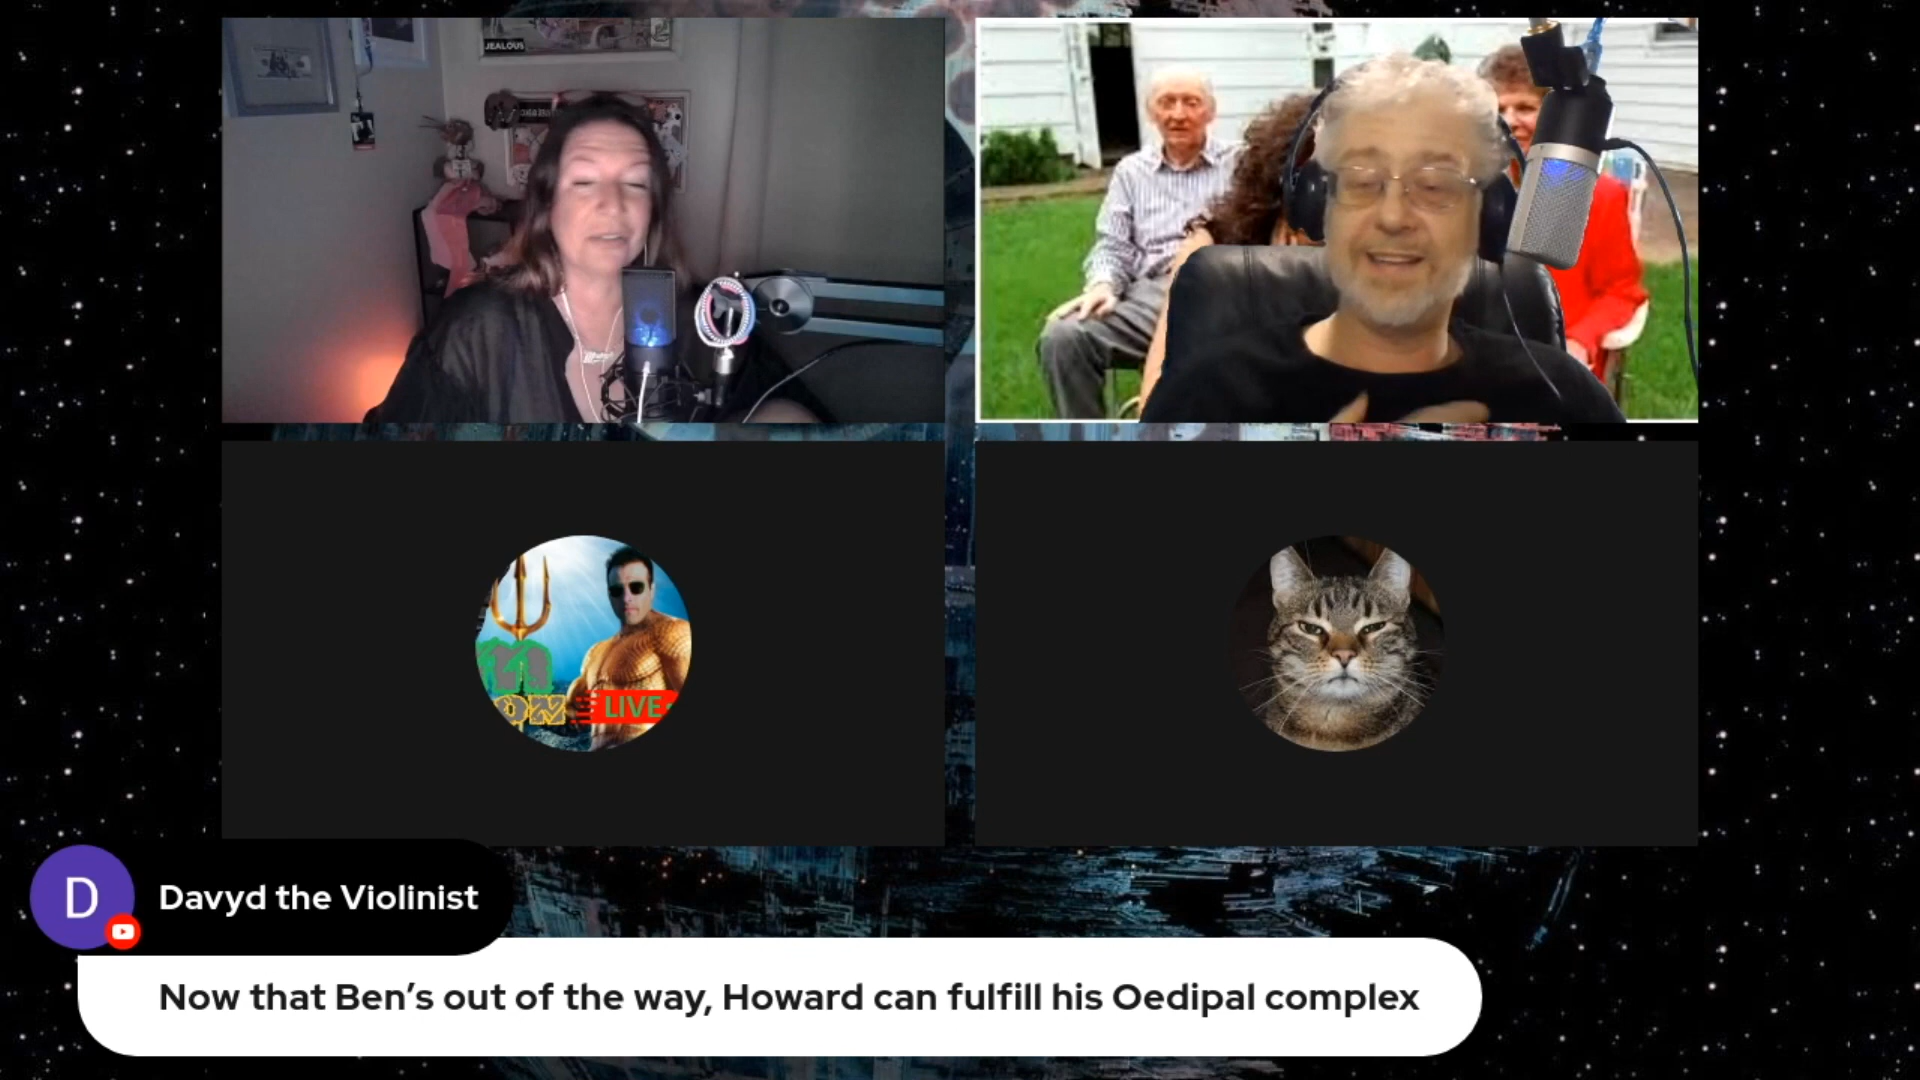 JEALOUS
LIVE
D
Davyd the Violinist
Now that Ben's out of the way, Howard can fulfill his Oedipal complex